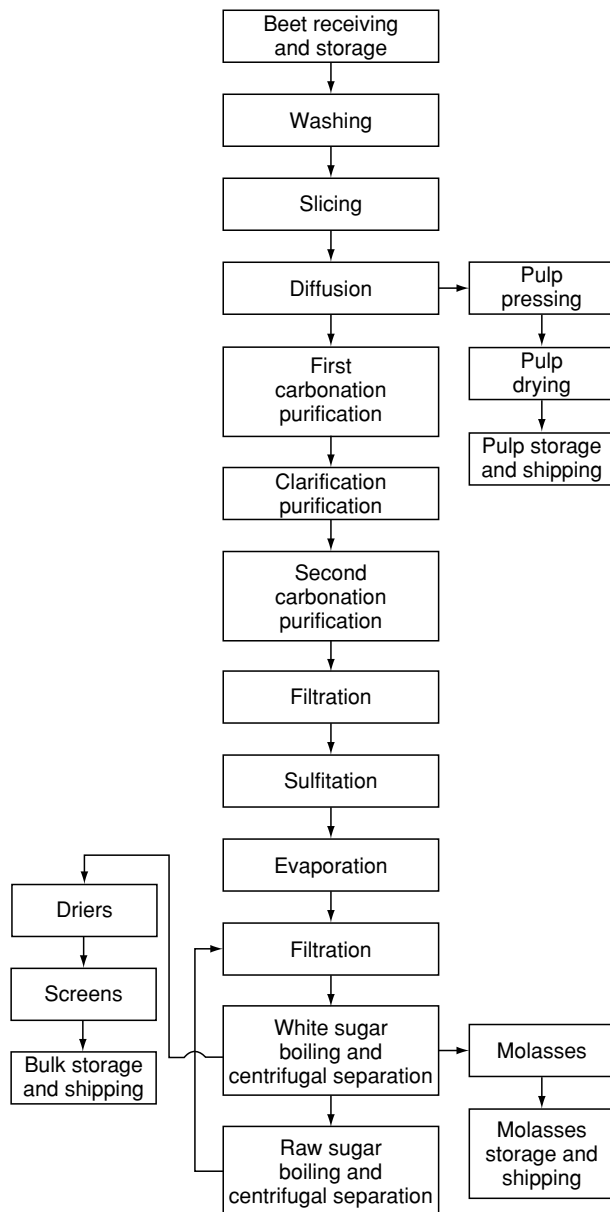 Beet receiving
and storage
Washing
Slicing
Diffusion
Pulp
pressing
First
carbonation
purification
Pulp
drying
Pulp storage
and shipping
Clarification
purification
Second
carbonation
purification
Filtration
Sulfitation
Evaporation
Driers
Filtration
Screens
White sugar
boiling and
centrifugal separation
Molasses
Bulk storage
and shipping
Raw sugar
boiling and
centrifugal separation
Molasses
storage and
shipping